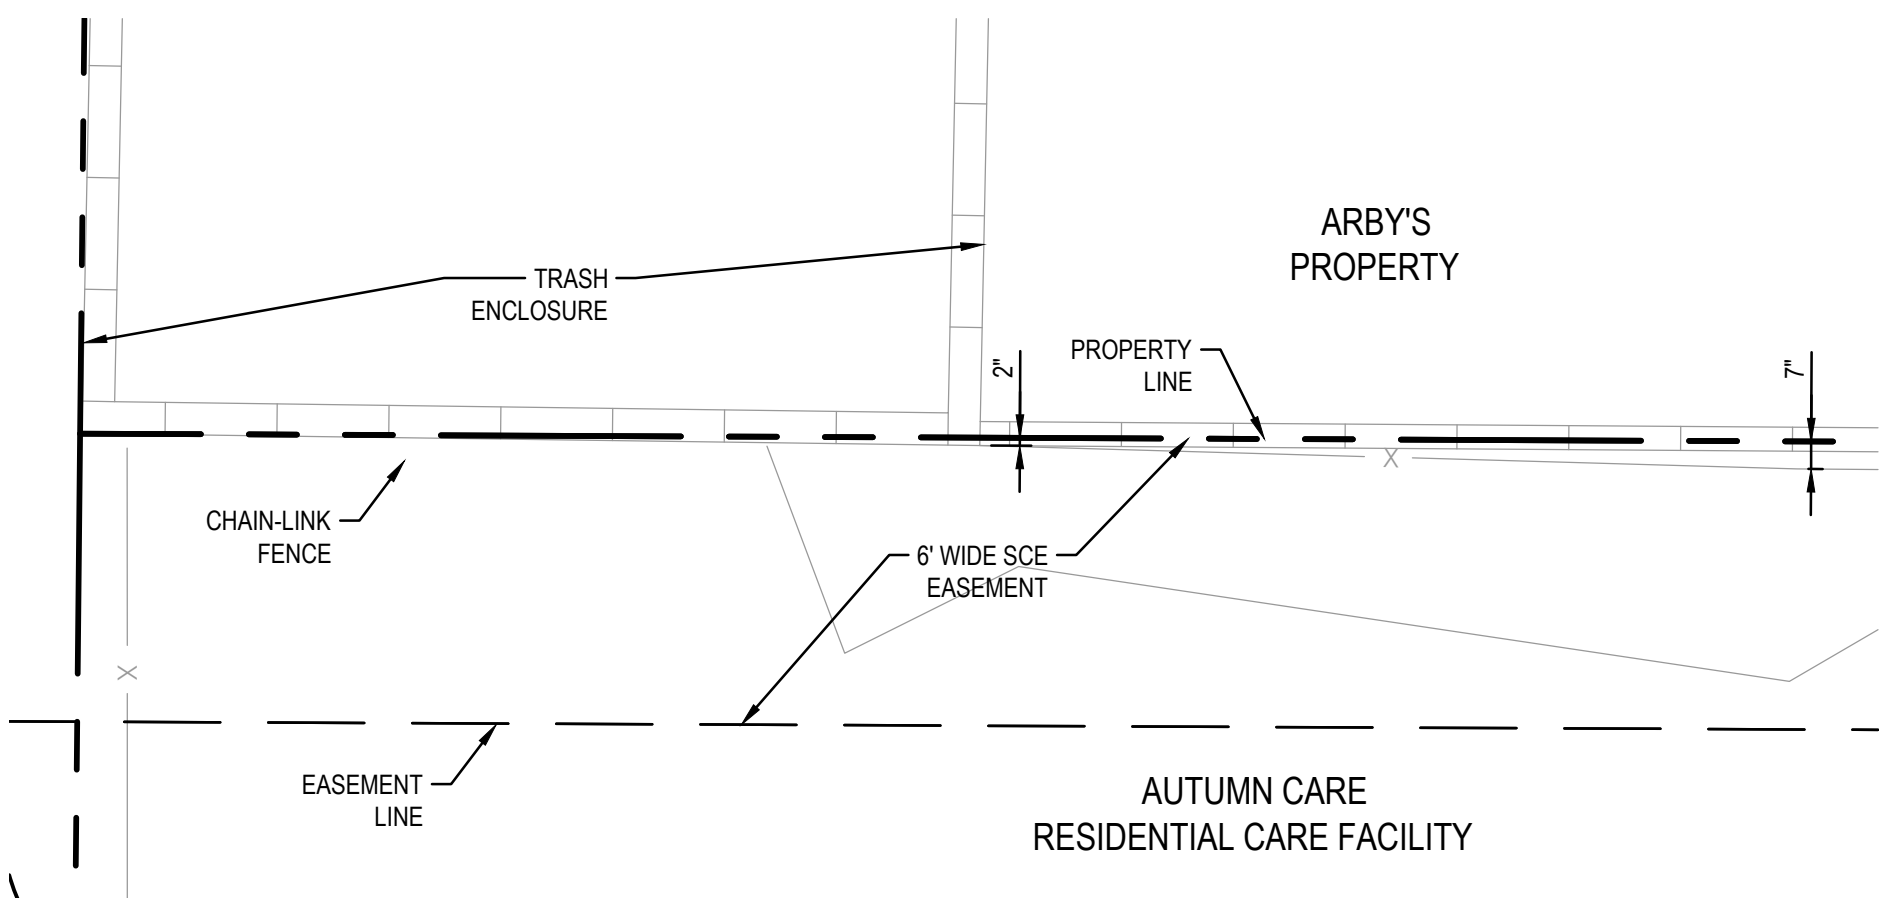 ARBY'S
PROPERTY
TRASH
ENCLOSURE
2"
PROPERTY
LINE
7"
X
CHAIN-LINK
FENCE
6' WIDE SCE
EASEMENT
X
EASEMENT
LINE
AUTUMN CARE
RESIDENTIAL CARE FACILITY